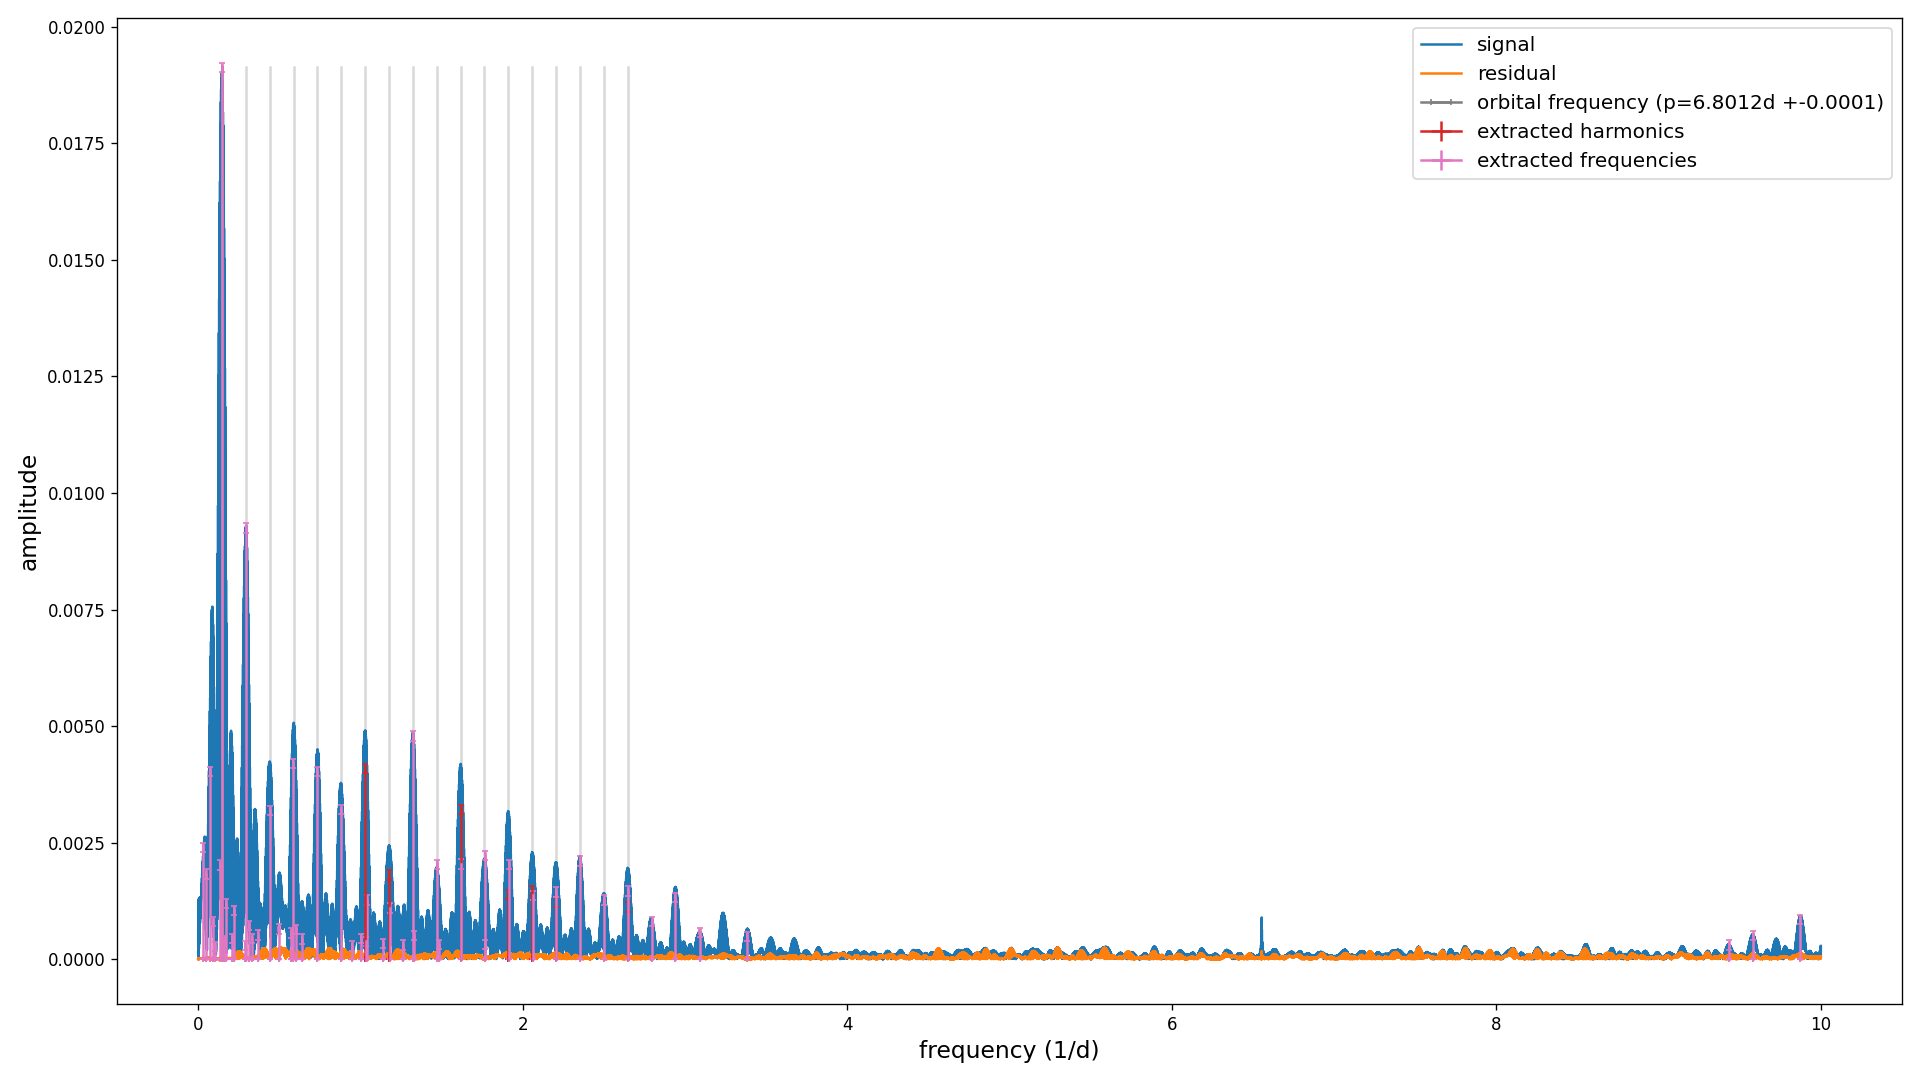 0.0200
0.0175
0.0150
0.0125
0.0100
0.0075
0.0050
0.0025
0.0000
amplitude
signal
residual
orbital frequency (p=6.8012d +-0.0001)
extracted harmonics
extracted frequencies
0 2 4 6 8 10
frequency (1/d)